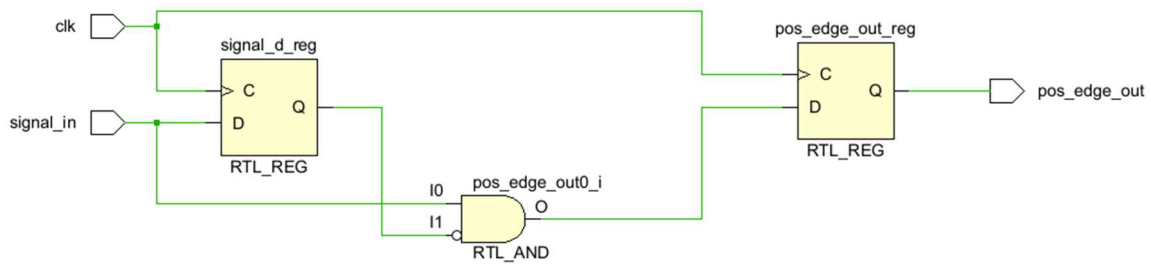 clk
signal_in
signal_d_reg
C
D
Q
RTL_REG
I0
I1
pos_edge_out0_i
O
RTL_AND
pos_edge_out_reg
C
D
Q
RTL_REG
pos_edge_out